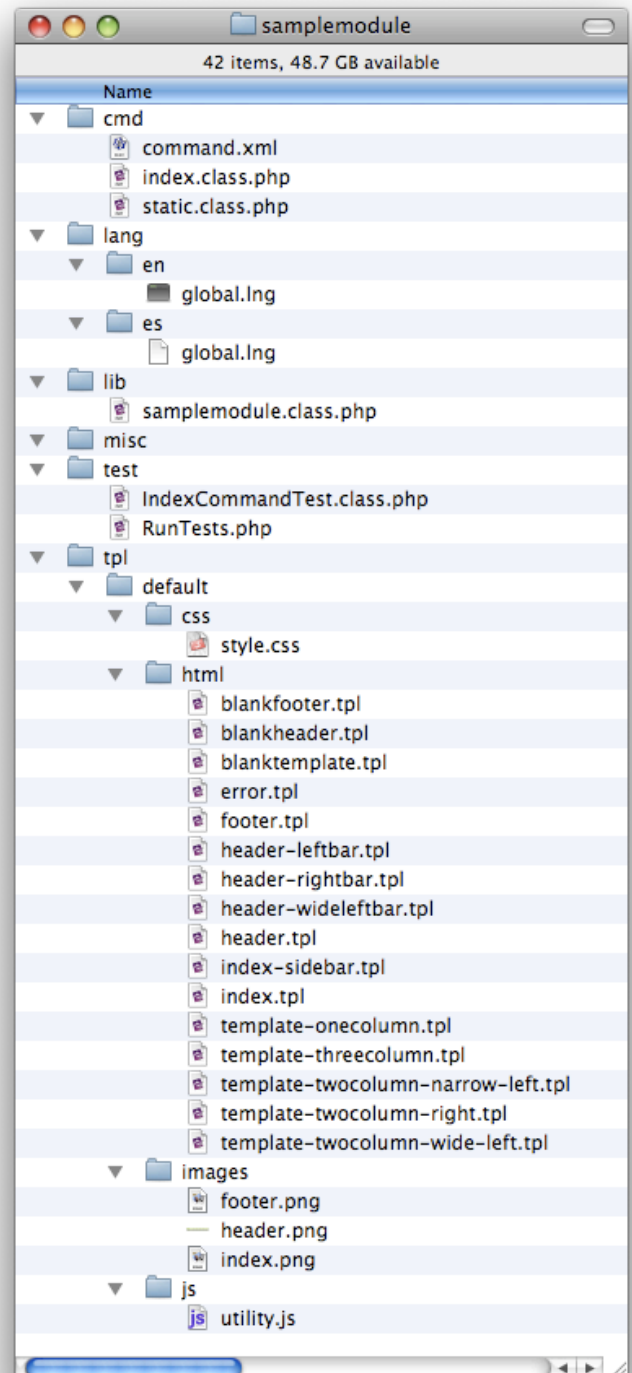 samplemodule
42 items, 48.7 GB available
Name
cmd
command.xml
index.class.php
static.class.php
lang
en
global.lng
es
global.lng
lib
samplemodule.class.php
misc
test
IndexCommandTest.class.php
RunTests.php
tpl
default
css
style.css
html
blankfooter.tpl
blankheader.tpl
blanktemplate.tpl
error.tpl
footer.tpl
header-leftbar.tpl
header-rightbar.tpl
header-wideleftbar.tpl
header.tpl
index-sidebar.tpl
index.tpl
template-onecolumn.tpl
template-threecolumn.tpl
template-twocolumn-narrow-left.tpl
template-twocolumn-right.tpl
template-twocolumn-wide-left.tpl
images
footer.png
header.png
index.png
js
js utility.js